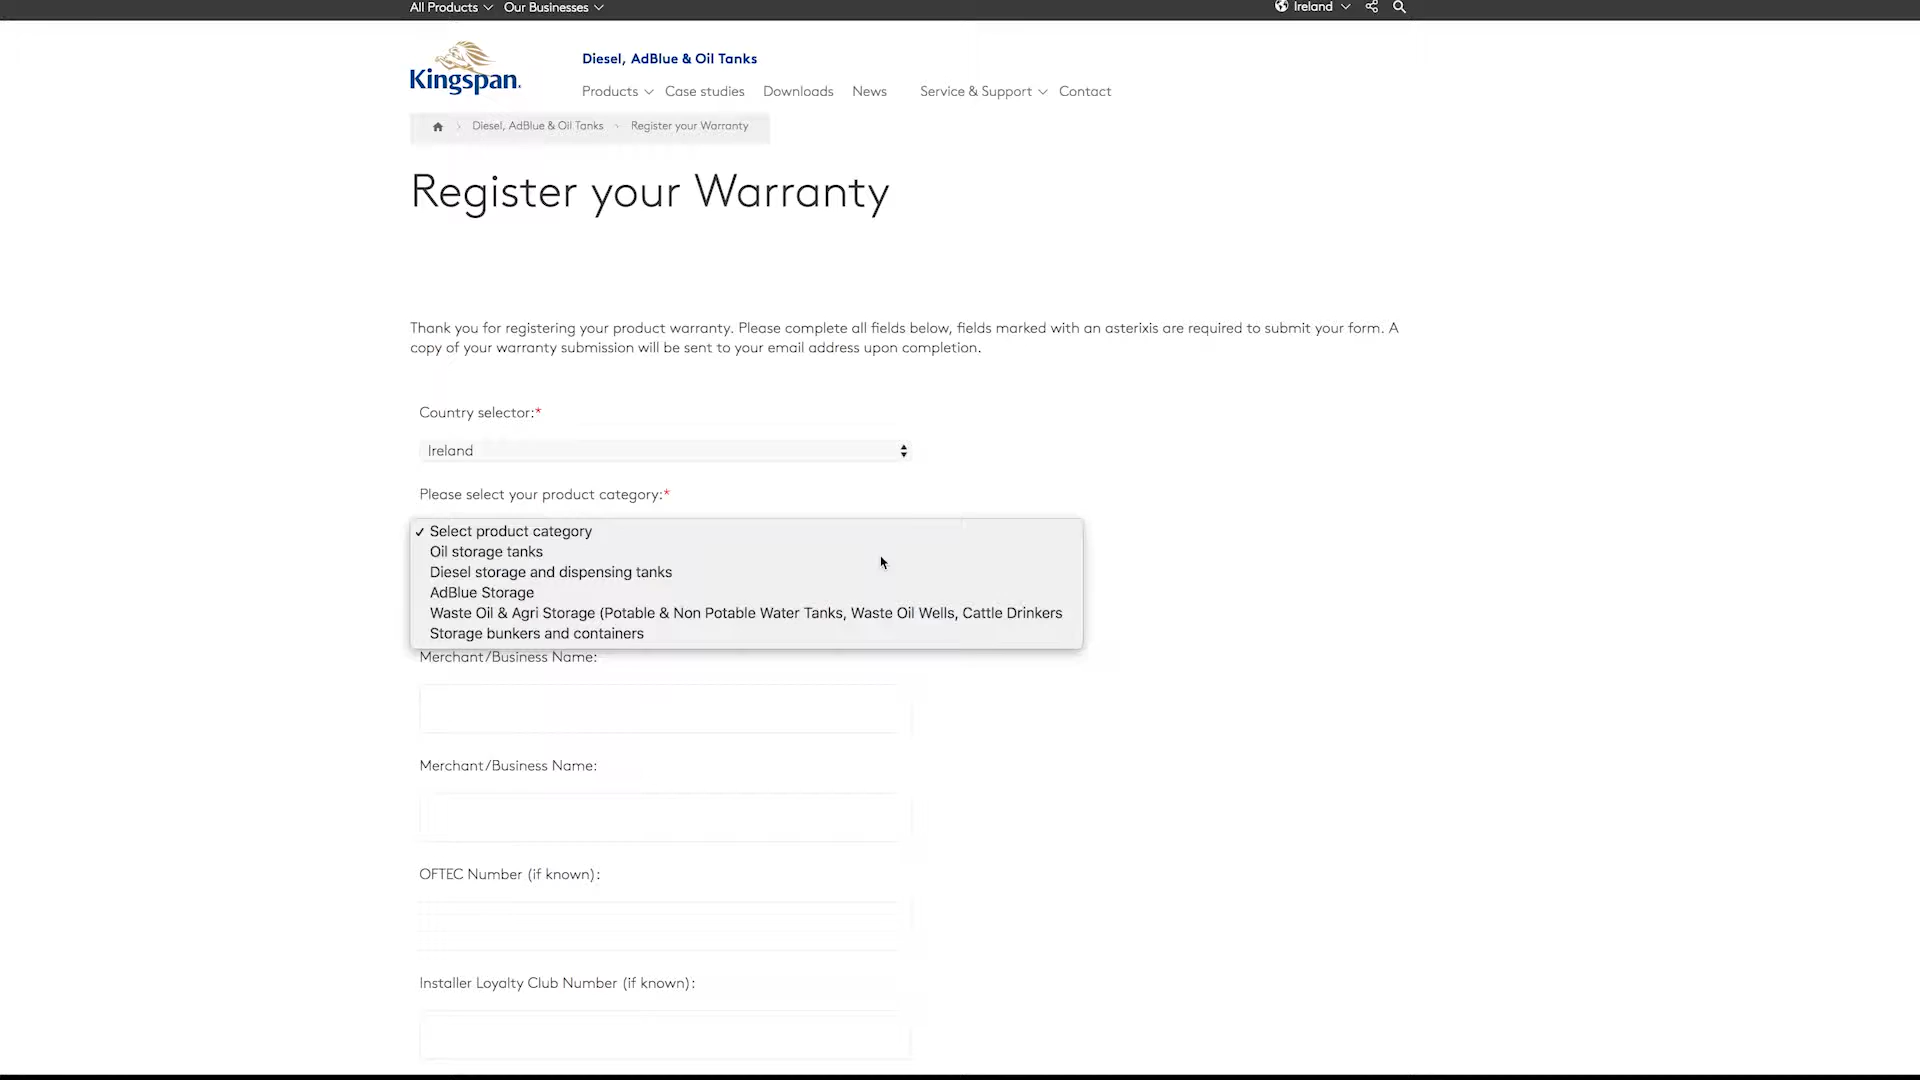 All Products
Our Businesses
Ireland
Kingspan.
Diesel, AdBlue & Oil Tanks
Products
Case studies
Downloads
News
Service & Support
Contact
Diesel, AdBlue & Oil Tanks
Register your Warranty
Register your Warranty
Thank you for registering your product warranty. Please complete all fields below, fields marked with an asterixis are required to submit your form. A
copy of your warranty submission will be sent to your email address upon completion.
Country selector:*
Ireland
Please select your product category:*
✓ Select product category
Oil storage tanks
Diesel storage and dispensing tanks
AdBlue Storage
Waste Oil & Agri Storage (Potable & Non Potable Water Tanks, Waste Oil Wells, Cattle Drinkers
Storage bunkers and containers
Merchant/Business Name:
Merchant/Business Name:
OFTEC Number (if known):
Installer Loyalty Club Number (if known):